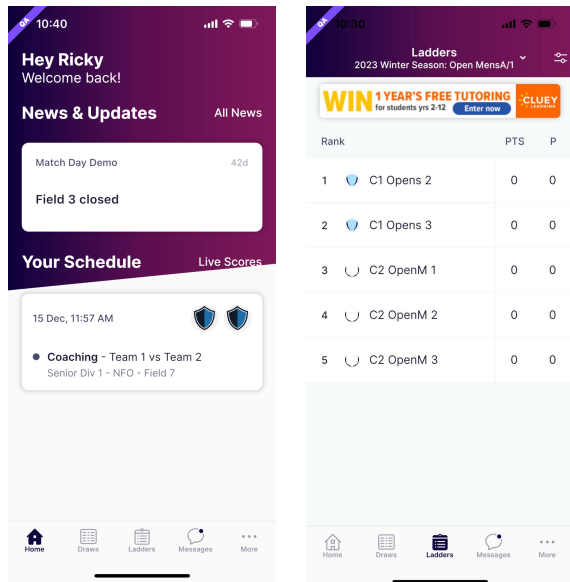 QA
10:40
Hey Ricky
Welcome back!
News & Updates
All News
Match Day Demo
42d
Field 3 closed
Your Schedule
Live Scores
15 Dec, 11:57 AM
Coaching - Team 1 vs Team 2
Senior Div 1 - NFO - Field 7
Home
Draws
Ladders
Messages
More
QA
10:30
Ladders
2023 Winter Season: Open MensA/1
WIN 1 YEAR'S FREE TUTORING
for students yrs 2-12
Enter now
CLUEY
LEARNING
Rank PTS P
1 C1 Opens 2 0 0
2 C1 Opens 3 0 0
3 C2 OpenM 1 0 0
4 C2 OpenM 2 0 0
5 C2 OpenM 3 0 0
Home
Draws
Ladders
Messages
More